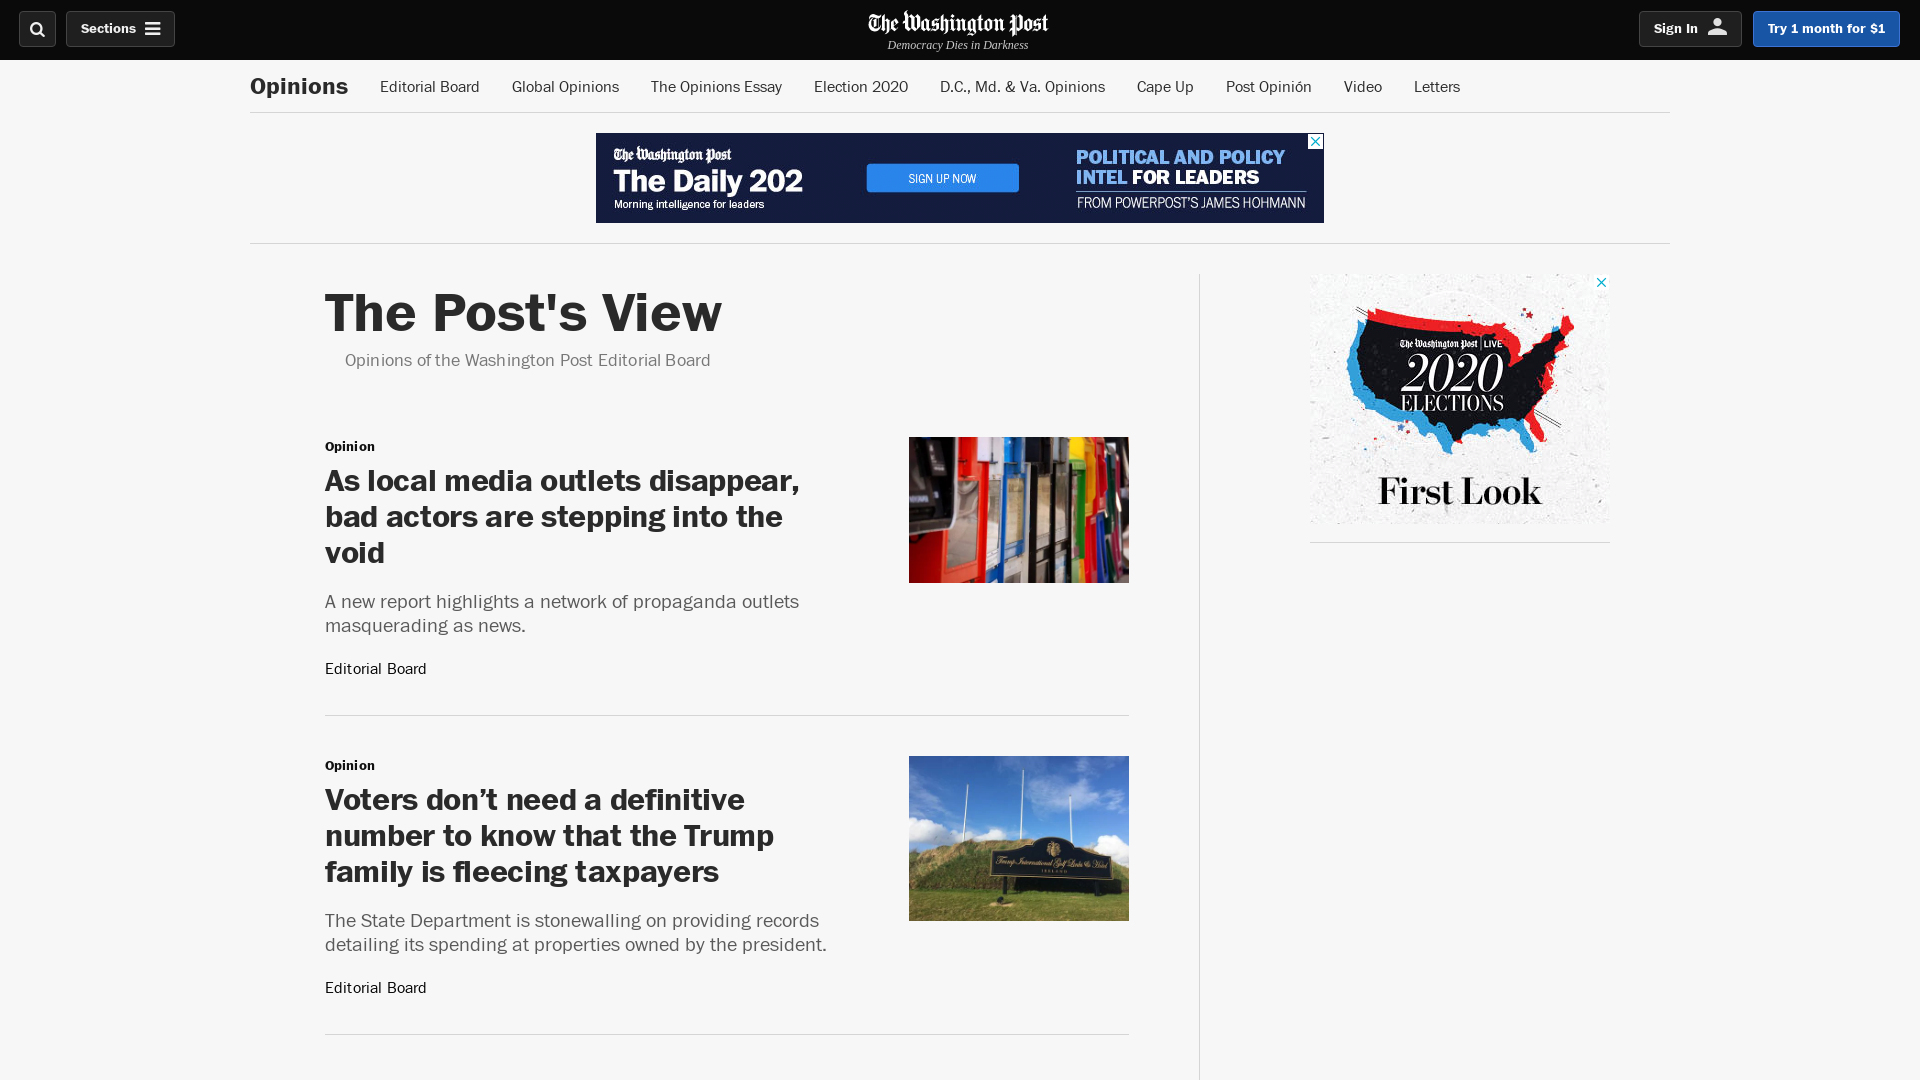 Sections
The Washington Post
Democracy Dies in Darkness
Sign In
Try 1 month for $1
Opinions
Editorial Board
Global Opinions
The Opinions Essay
Election 2020
D.C., Md. & Va. Opinions
Cape Up
Post Opinión
Video
Letters
The Washington Post
The Daily 202
Morning intelligence for leaders
SIGN UP NOW
POLITICAL AND POLICY
INTEL FOR LEADERS
FROM POWERPOST'S JAMES HOHMANN
The Post's View
Opinions of the Washington Post Editorial Board
Opinion
As local media outlets disappear,
bad actors are stepping into the
void
A new report highlights a network of propaganda outlets
masquerading as news.
Editorial Board
Opinion
Voters don’t need a definitive
number to know that the Trump
family is fleecing taxpayers
The State Department is stonewalling on providing records
detailing its spending at properties owned by the president.
Editorial Board
Trump International Golf Links & Hotel
IRELAND
The Washington Post LIVE
2020
ELECTIONS
First Look